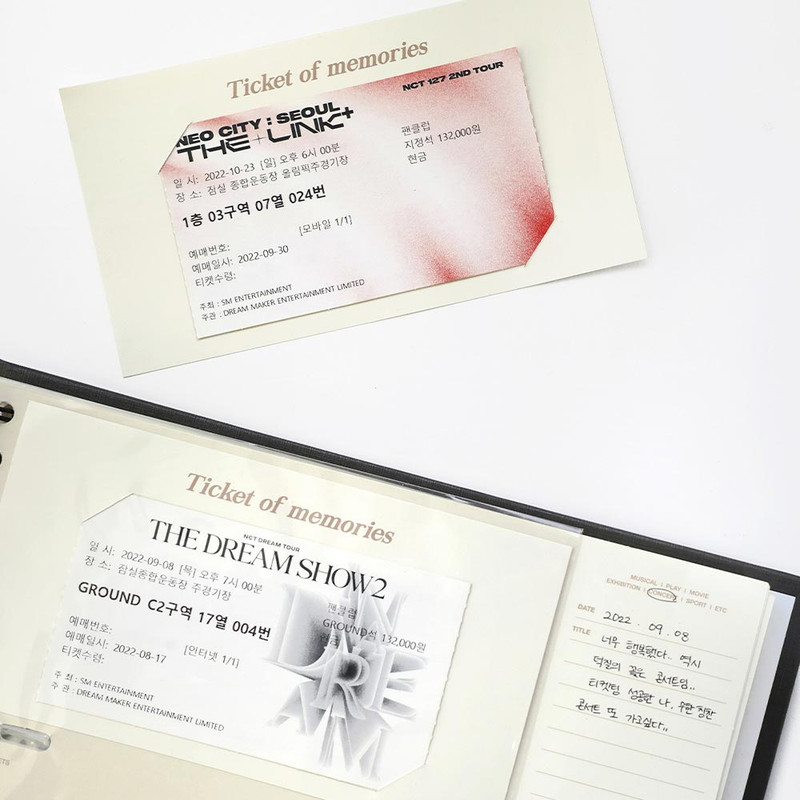 Ticket of memories
NCT 127 2ND TOUR
NEO CITY : SEOUL
THE LINK+
일 시: 2022-10-23 [일] 오후 6시 00분
장 소: 잠실 종합운동장 올림픽주경기장
1층 03구역 07열 024번
팬클럽
지정석 132,000원
현금
예매번호: [모바일 1/1]
예매일시: 2022-09-30
티켓수령:
주최 : SM ENTERTAINMENT
주관 : DREAM MAKER ENTERTAINMENT LIMITED
Ticket of memories
NCT DREAM TOUR
THE DREAM SHOW2
일 시: 2022-09-08 [목] 오후 7시 00분
장 소: 잠실종합운동장 주경기장
GROUND C2구역 17열 004번
팬클럽
GROUND석 132,000원
현금
예매번호:
예매일시: 2022-08-17 [인터넷 1/1]
티켓수령:
주 최 : SM ENTERTAINMENT
주 관 : DREAM MAKER ENTERTAINMENT LIMITED
MUSICAL | PLAY | MOVIE
EXHIBITION | CONCERT | SPORT | ETC
DATE 2022. 09. 08
TITLE 너무 행복했다.. 역시
덕질의 꽃은 콘서트임..
티켓팅 성공한 나, 무한 칭찬
콘서트 또 가고싶다..